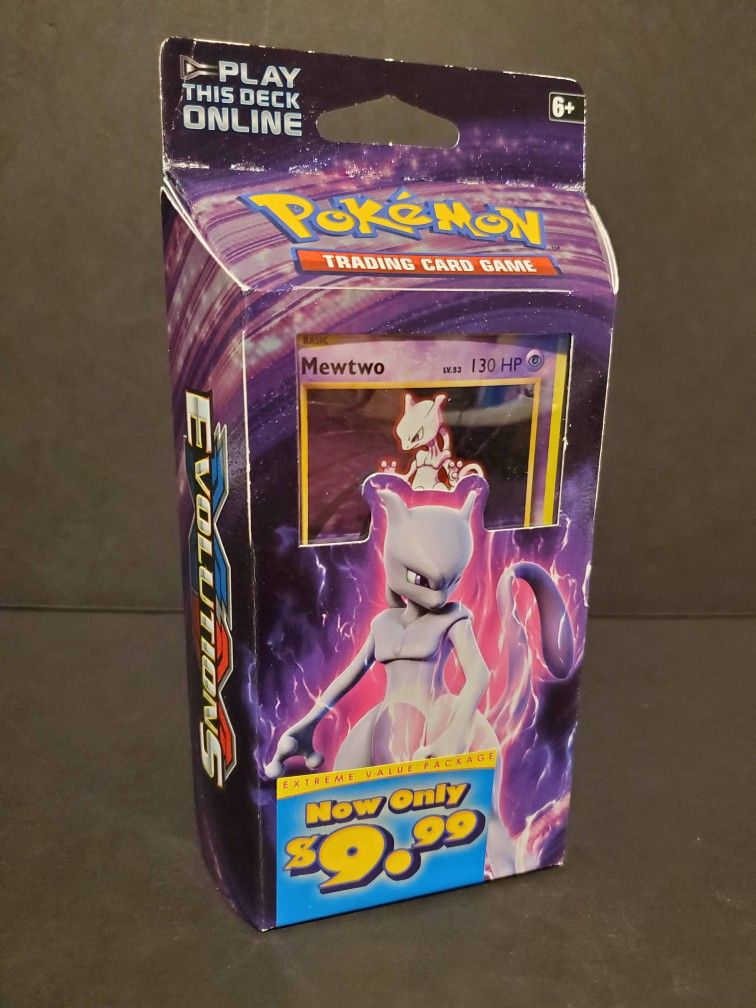 PLAY
THIS DECK
ONLINE
6+
POKÉMON
TRADING CARD GAME
BASIC
Mewtwo LV.53 130 HP
XY
EVOLUTIONS
EXTREME VALUE PACKAGE
Now Only
$9.99